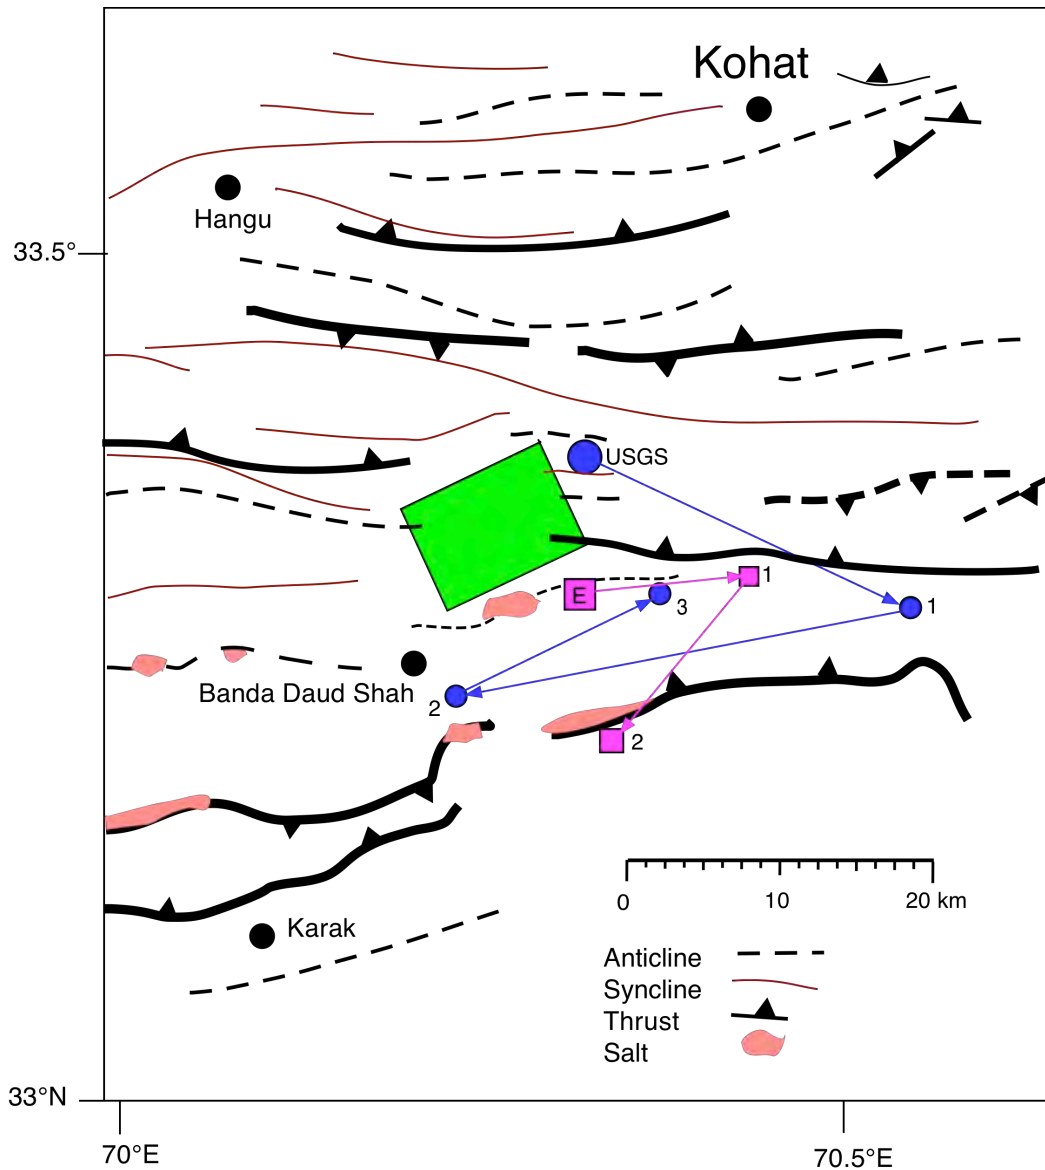 Kohat
Hangu
33.5°
USGS
E
1
3
1
Banda Daud Shah
2
2
0
10
20 km
Karak
Anticline
Syncline
Thrust
Salt
33°N
70°E
70.5°E